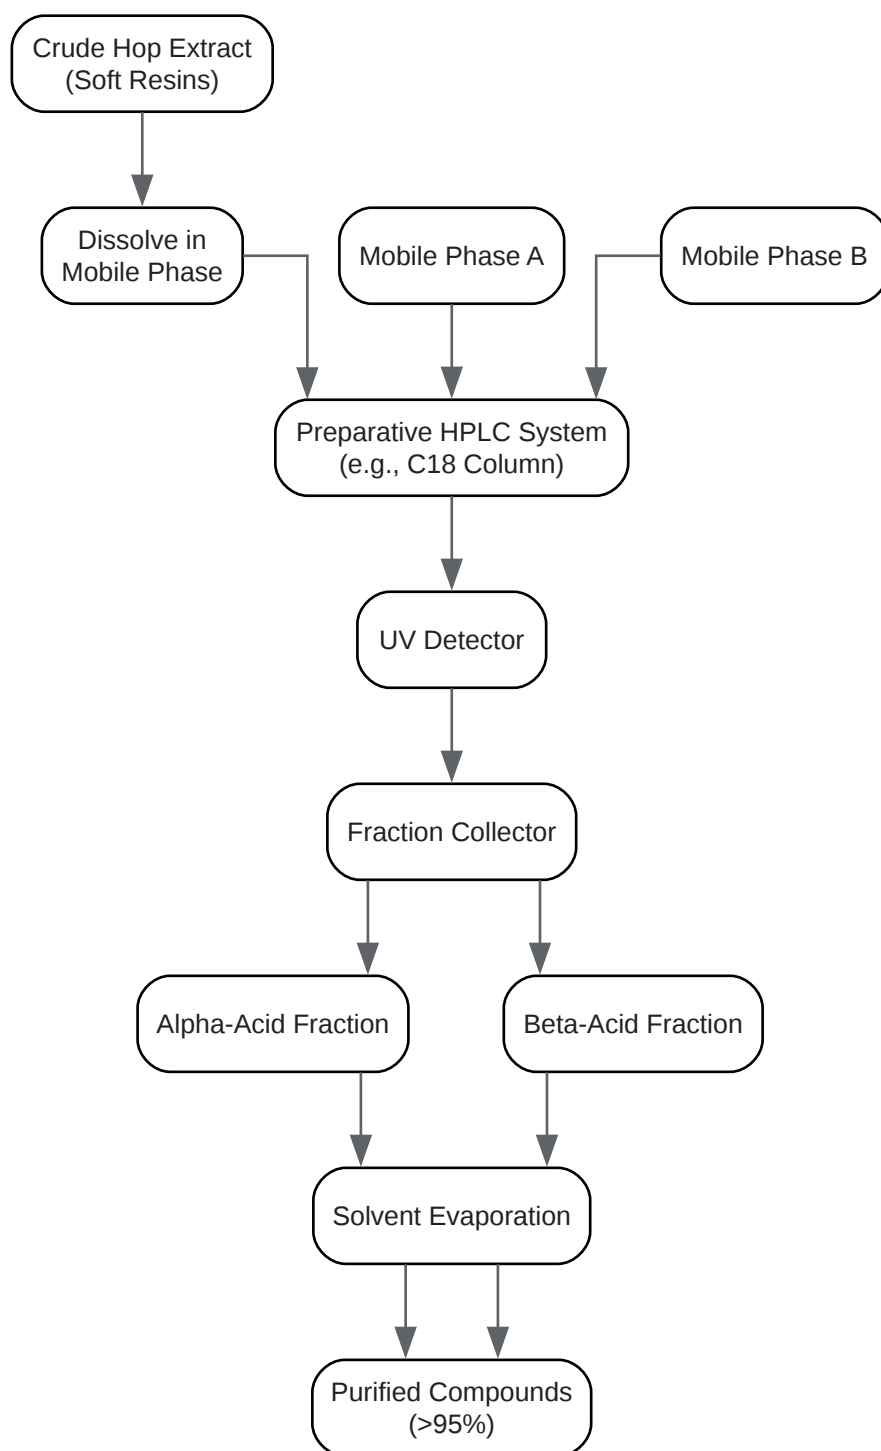 Crude Hop Extract
(Soft Resins)
Dissolve in
Mobile Phase
Mobile Phase A
Mobile Phase B
Preparative HPLC System
(e.g., C18 Column)
UV Detector
Fraction Collector
Alpha-Acid Fraction
Beta-Acid Fraction
Solvent Evaporation
Purified Compounds
(>95%)